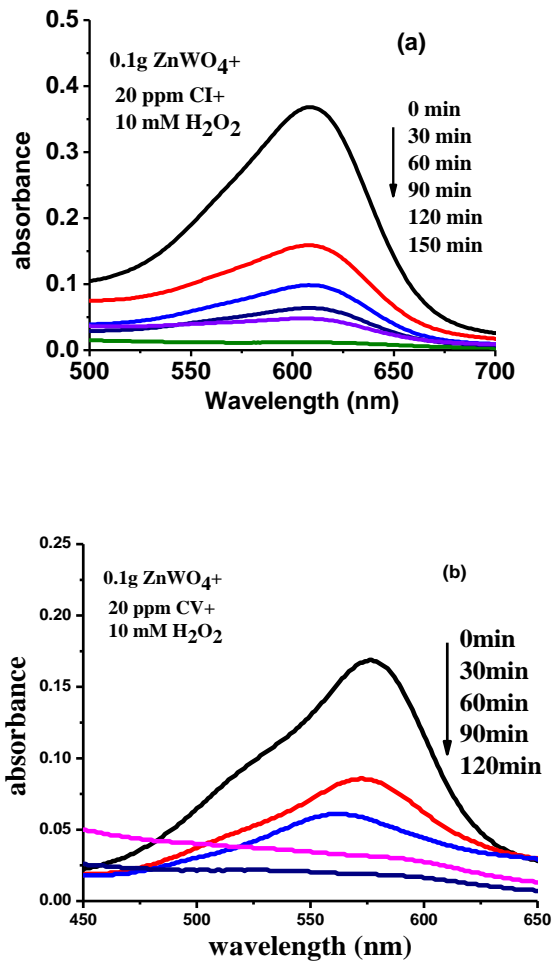 (a)
0.1g ZnWO4+
20 ppm CI+
10 mM H2O2
0 min
30 min
60 min
90 min
120 min
150 min
absorbance
0.5
0.4
0.3
0.2
0.1
0.0
500
550
600
650
700
Wavelength (nm)
(b)
0.1g ZnWO4+
20 ppm CV+
10 mM H2O2
0min
30min
60min
90min
120min
absorbance
0.25
0.20
0.15
0.10
0.05
0.00
450
500
550
600
650
wavelength (nm)